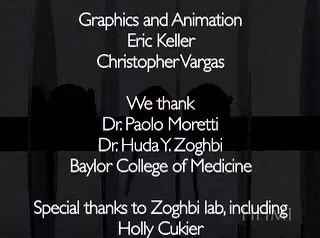 Graphics and Animation
Eric Keller
Christopher Vargas
We thank
Dr. Paolo Moretti
Dr. Huda Y. Zoghbi
Baylor College of Medicine
Special thanks to Zoghbi lab, including
Holly Cukier